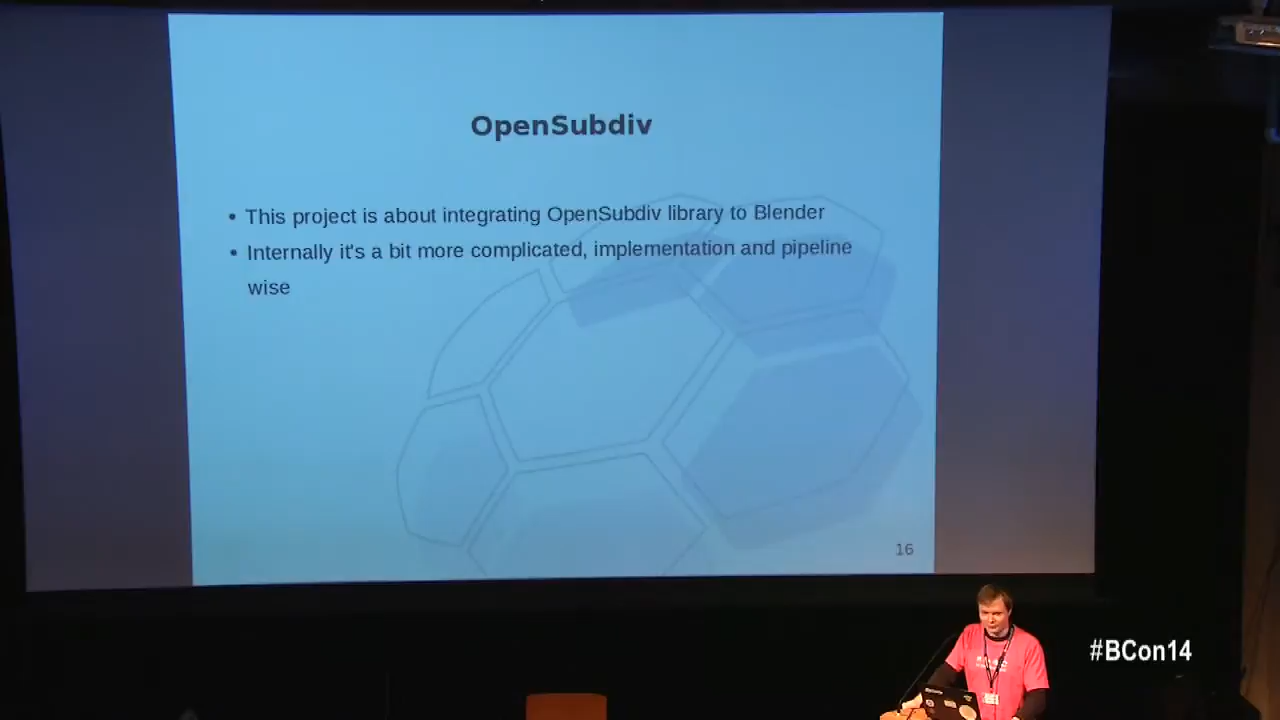 OpenSubdiv
• This project is about integrating OpenSubdiv library to Blender
• Internally it's a bit more complicated, implementation and pipeline
wise
16
#BCon14